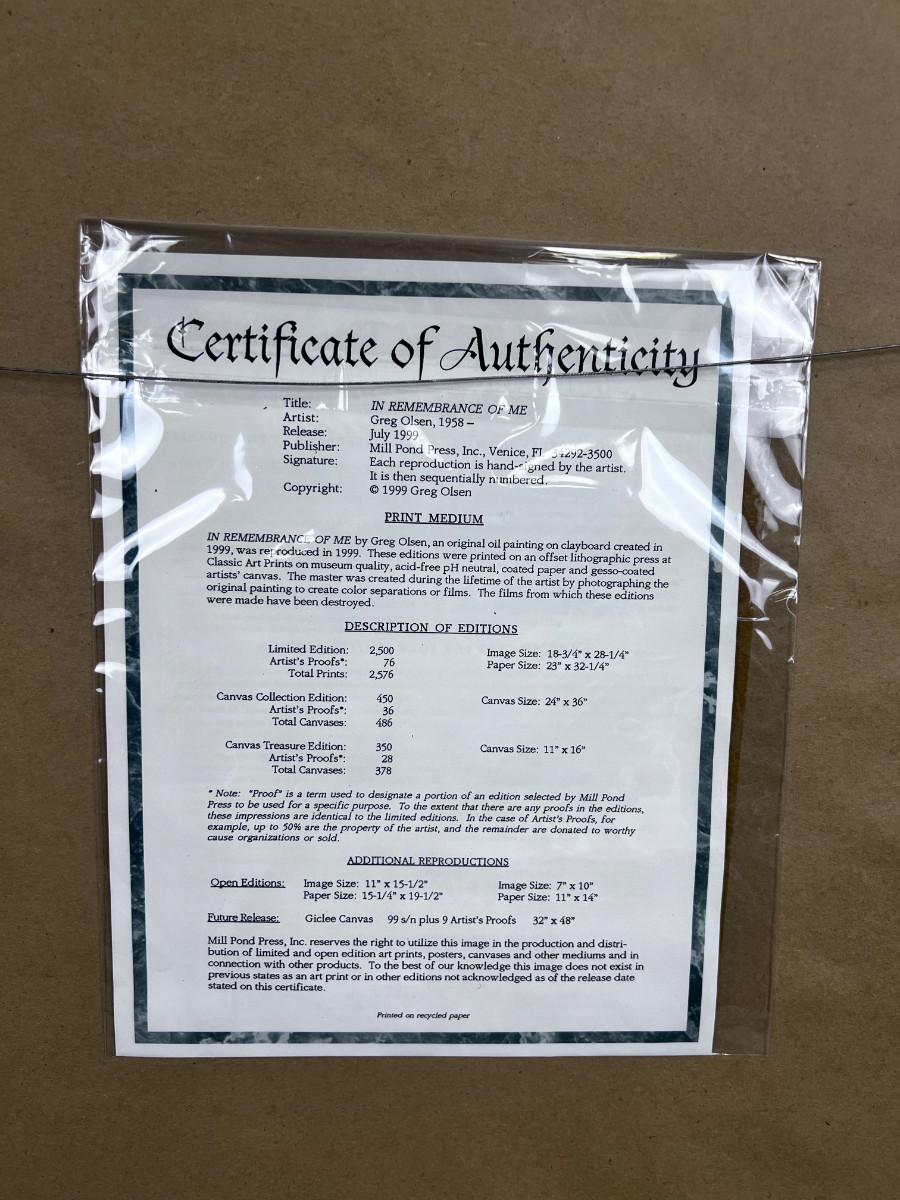 Certificate of Authenticity
Title: IN REMEMBRANCE OF ME
Artist: Greg Olsen, 1958 –
Release: July 1999
Publisher: Mill Pond Press, Inc., Venice, FL 34292-3500
Signature: Each reproduction is hand-signed by the artist.
It is then sequentially numbered.
Copyright: © 1999 Greg Olsen
PRINT MEDIUM
IN REMEMBRANCE OF ME by Greg Olsen, an original oil painting on clayboard created in
1999, was reproduced in 1999. These editions were printed on an offset lithographic press at
Classic Art Prints on museum quality, acid-free pH neutral, coated paper and gesso-coated
artists' canvas. The master was created during the lifetime of the artist by photographing the
original painting to create color separations or films. The films from which these editions
were made have been destroyed.
DESCRIPTION OF EDITIONS
Limited Edition: 2,500 Image Size: 18-3/4" x 28-1/4"
Artist's Proofs*: 76 Paper Size: 23" x 32-1/4"
Total Prints: 2,576
Canvas Collection Edition: 450 Canvas Size: 24" x 36"
Artist's Proofs*: 36
Total Canvases: 486
Canvas Treasure Edition: 350 Canvas Size: 11" x 16"
Artist's Proofs*: 28
Total Canvases: 378
* Note: "Proof" is a term used to designate a portion of an edition selected by Mill Pond
Press to be used for a specific purpose. To the extent that there are any proofs in the editions,
these impressions are identical to the limited editions. In the case of Artist's Proofs, for
example, up to 50% are the property of the artist, and the remainder are donated to worthy
cause organizations or sold.
ADDITIONAL REPRODUCTIONS
Open Editions: Image Size: 11" x 15-1/2" Image Size: 7" x 10"
Paper Size: 15-1/4" x 19-1/2" Paper Size: 11" x 14"
Future Release: Giclee Canvas 99 s/n plus 9 Artist's Proofs 32" x 48"
Mill Pond Press, Inc. reserves the right to utilize this image in the production and distri-
bution of limited and open edition art prints, posters, canvases and other mediums and in
connection with other products. To the best of our knowledge this image does not exist in
previous states as an art print or in other editions not acknowledged as of the release date
stated on this certificate.
Printed on recycled paper